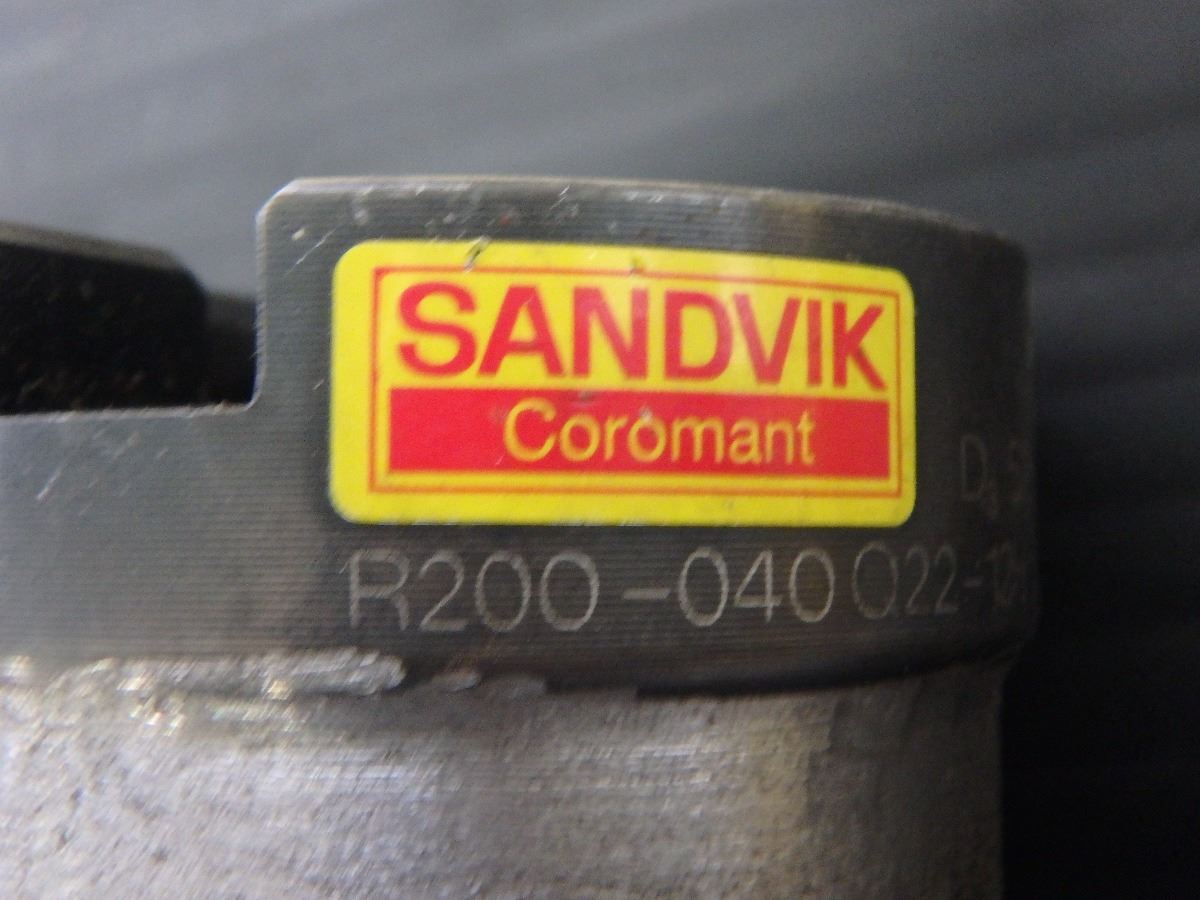 SANDVIK
Coromant
R200-040Q22-